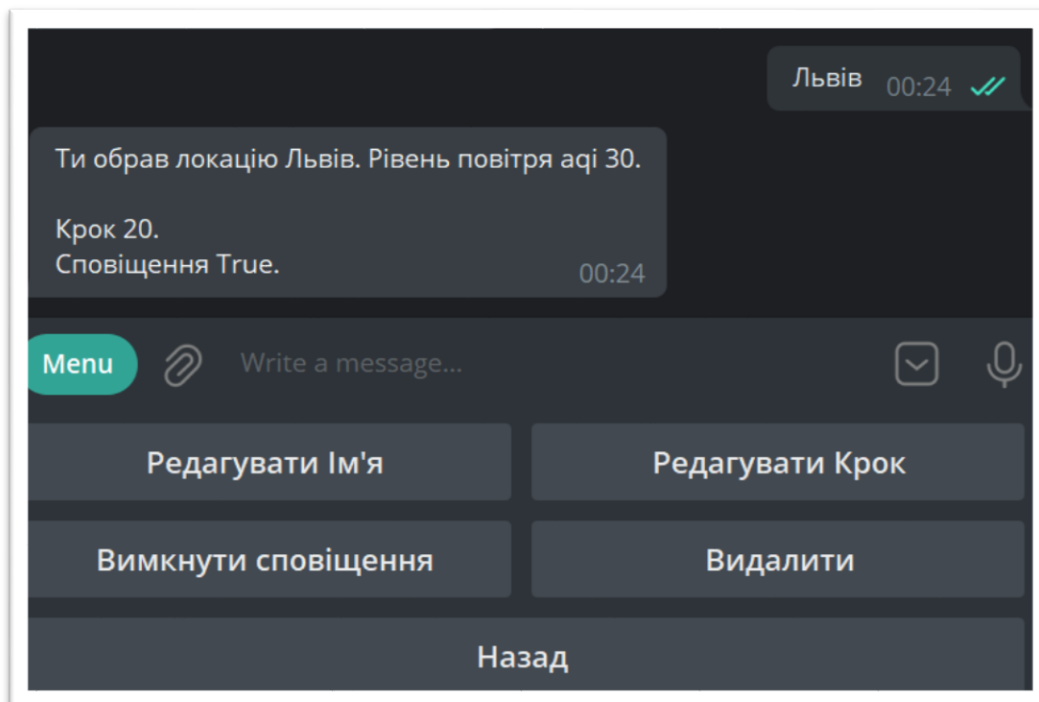 Львів 00:24
Ти обрав локацію Львів. Рівень повітря aqi 30.
Крок 20.
Сповіщення True.
00:24
Menu Write a message...
Редагувати Ім'я Редагувати Крок
Вимкнути сповіщення Видалити
Назад